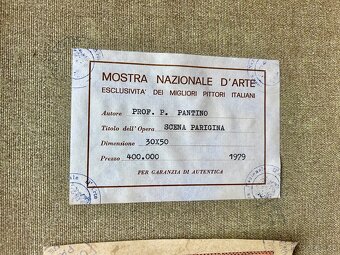 MOSTRA NAZIONALE D'ARTE
ESCLUSIVITA' DEI MIGLIORI PITTORI ITALIANI
Autore PROF. P. PANTINO
Titolo dell'Opera SCENA PARIGINA
Dimensione 30X50
Prezzo 400.000 1979
PER GARANZIA DI AUTENTICA